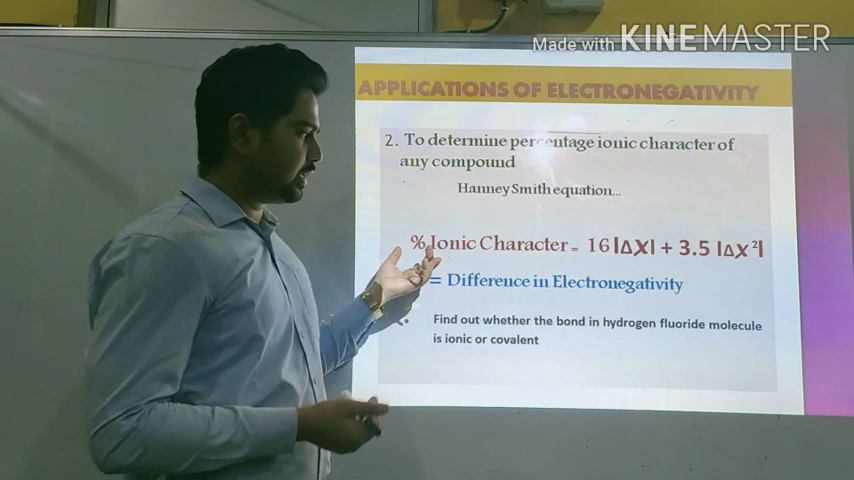 Made with KINEMASTER
APPLICATIONS OF ELECTRONEGATIVITY
2. To determine percentage ionic character of
any compound
Hanney Smith equation...
% Ionic Character = 16 |ΔX| + 3.5 |ΔX²|
= Difference in Electronegativity
Find out whether the bond in hydrogen fluoride molecule
is ionic or covalent